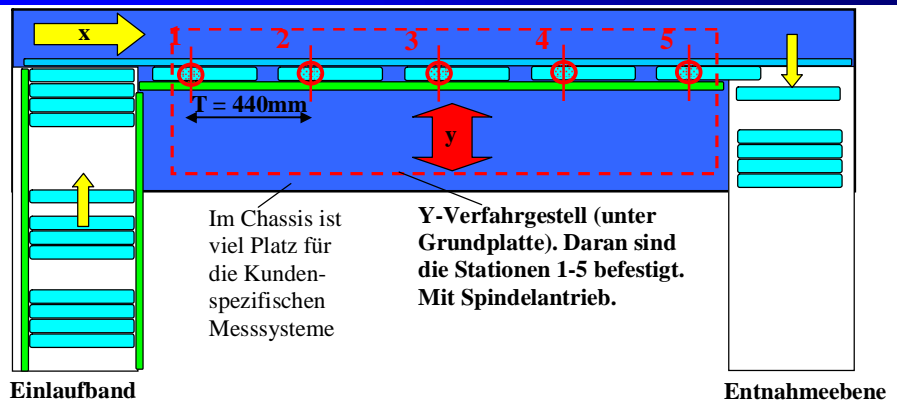 x
1 2 3 4 5
T = 440mm
y
Im Chassis ist
viel Platz für
die Kunden-
spezifischen
Messsysteme
Y-Verfahrgestell (unter
Grundplatte). Daran sind
die Stationen 1-5 befestigt.
Mit Spindelantrieb.
Einlaufband
Entnahmeebene